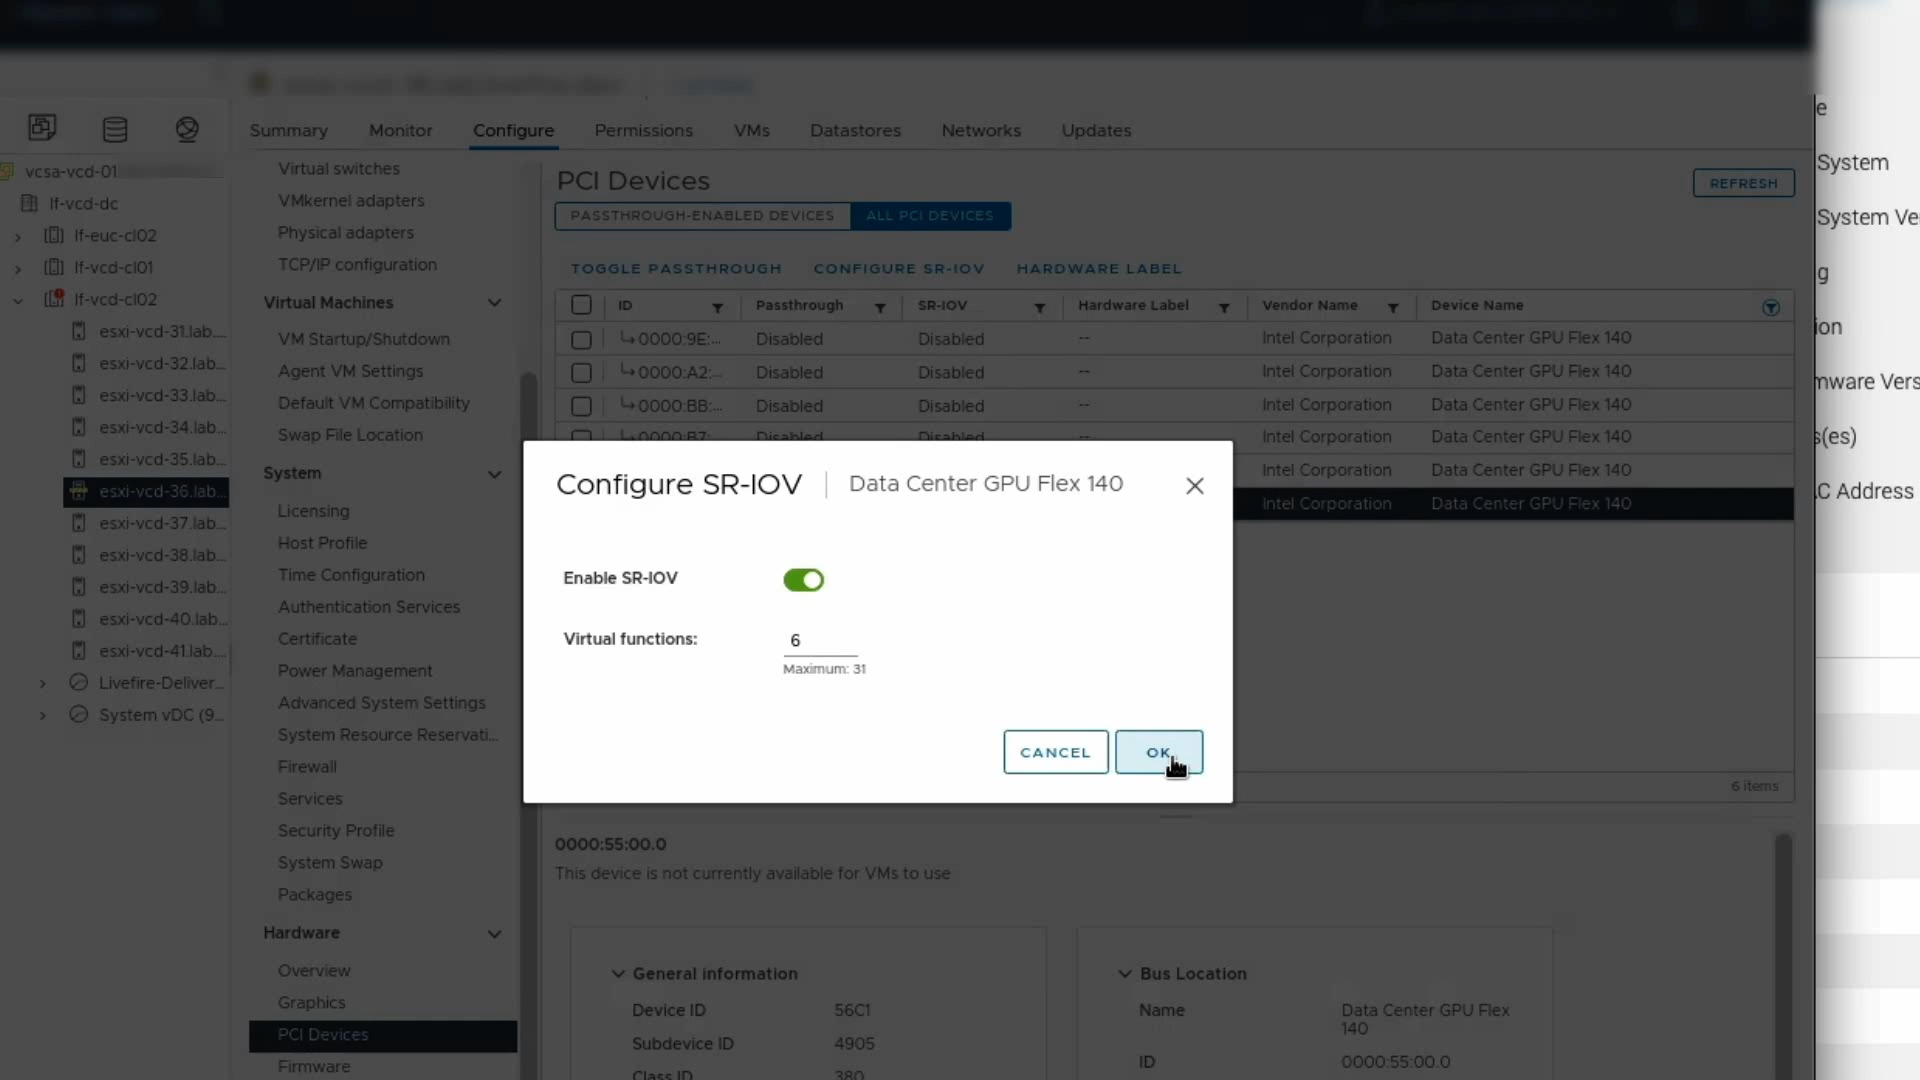 Summary
Monitor
Configure
Permissions
VMs
Datastores
Networks
Updates
vcsa-vcd-01
lf-vcd-dc
lf-euc-cl02
lf-vcd-cl01
lf-vcd-cl02
esxi-vcd-31.lab....
esxi-vcd-32.lab...
esxi-vcd-33.lab...
esxi-vcd-34.lab...
esxi-vcd-35.lab...
esxi-vcd-36.lab...
esxi-vcd-37.lab...
esxi-vcd-38.lab...
esxi-vcd-39.lab...
esxi-vcd-40.lab...
esxi-vcd-41.lab....
Livefire-Deliver...
System vDC (9...
Virtual switches
VMkernel adapters
Physical adapters
TCP/IP configuration
Virtual Machines
VM Startup/Shutdown
Agent VM Settings
Default VM Compatibility
Swap File Location
System
Licensing
Host Profile
Time Configuration
Authentication Services
Certificate
Power Management
Advanced System Settings
System Resource Reservati...
Firewall
Services
Security Profile
System Swap
Packages
Hardware
Overview
Graphics
PCI Devices
Firmware
PCI Devices
REFRESH
PASSTHROUGH-ENABLED DEVICES
ALL PCI DEVICES
TOGGLE PASSTHROUGH
CONFIGURE SR-IOV
HARDWARE LABEL
ID Passthrough SR-IOV Hardware Label Vendor Name Device Name
0000:9E:... Disabled Disabled -- Intel Corporation Data Center GPU Flex 140
0000:A2:... Disabled Disabled -- Intel Corporation Data Center GPU Flex 140
0000:BB:... Disabled Disabled -- Intel Corporation Data Center GPU Flex 140
0000:B7:... Disabled Disabled -- Intel Corporation Data Center GPU Flex 140
Intel Corporation Data Center GPU Flex 140
Intel Corporation Data Center GPU Flex 140
Configure SR-IOV
Data Center GPU Flex 140
Enable SR-IOV
Virtual functions:
6
Maximum: 31
CANCEL
OK
6 items
0000:55:00.0
This device is not currently available for VMs to use
General information
Device ID 56C1
Subdevice ID 4905
Class ID 380
Bus Location
Name Data Center GPU Flex
140
ID 0000:55:00.0
e
System
System Ve
g
ion
mware Vers
s(es)
C Address